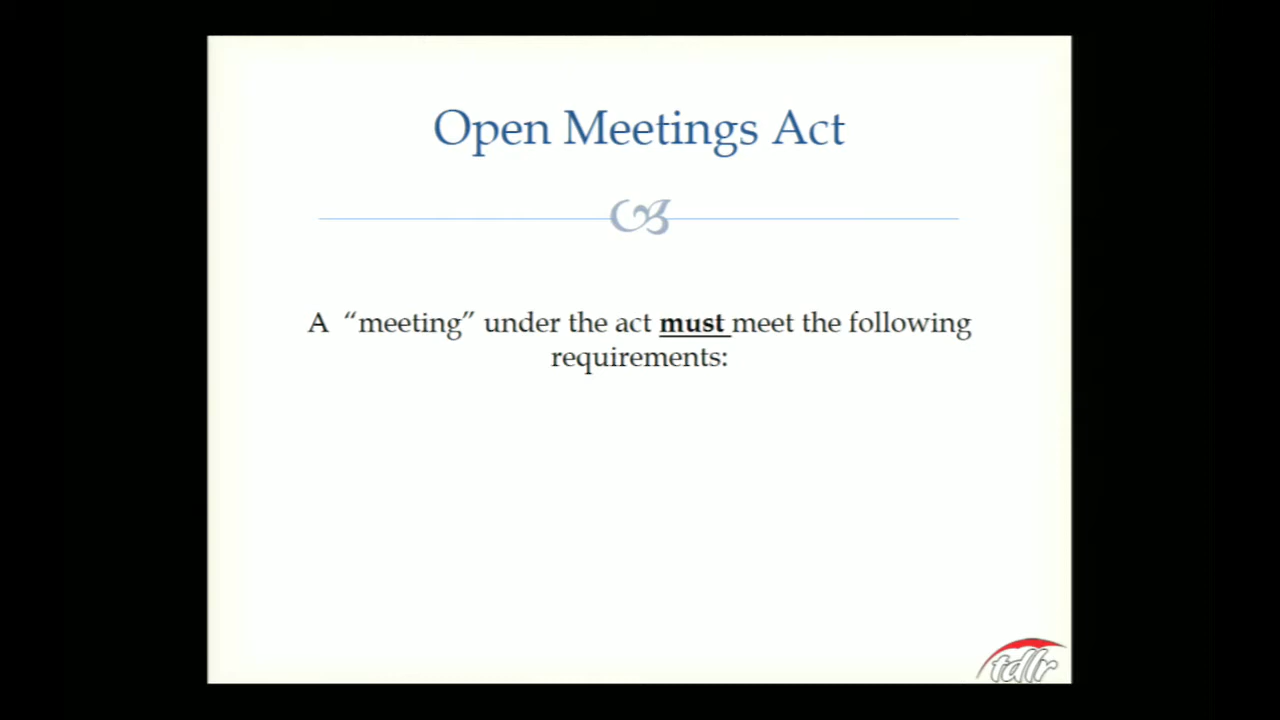 Open Meetings Act
A “meeting” under the act must meet the following
requirements:
tdlr